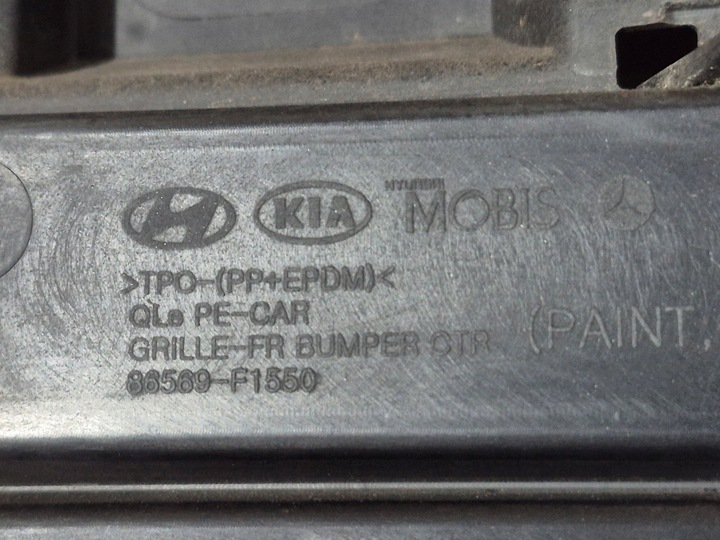 KIA HYUNDAI MOBIS
>TPO-(PP+EPDM)<
QLe PE-CAR
GRILLE-FR BUMPER CTR (PAINT,
86569-F1550